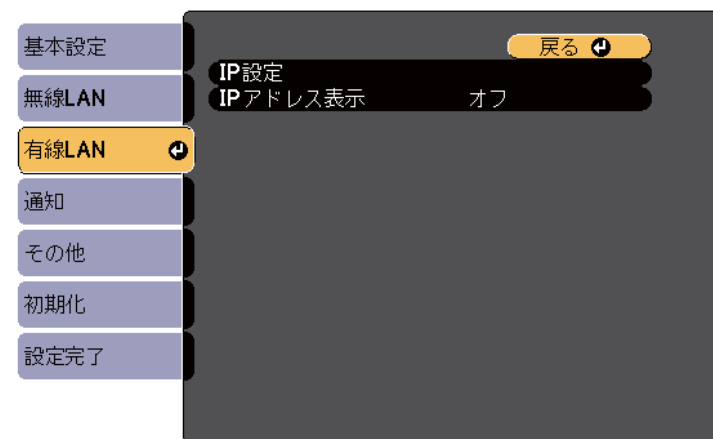 基本設定
無線LAN
有線LAN
通知
その他
初期化
設定完了
戻る
IP設定
IPアドレス表示 オフ